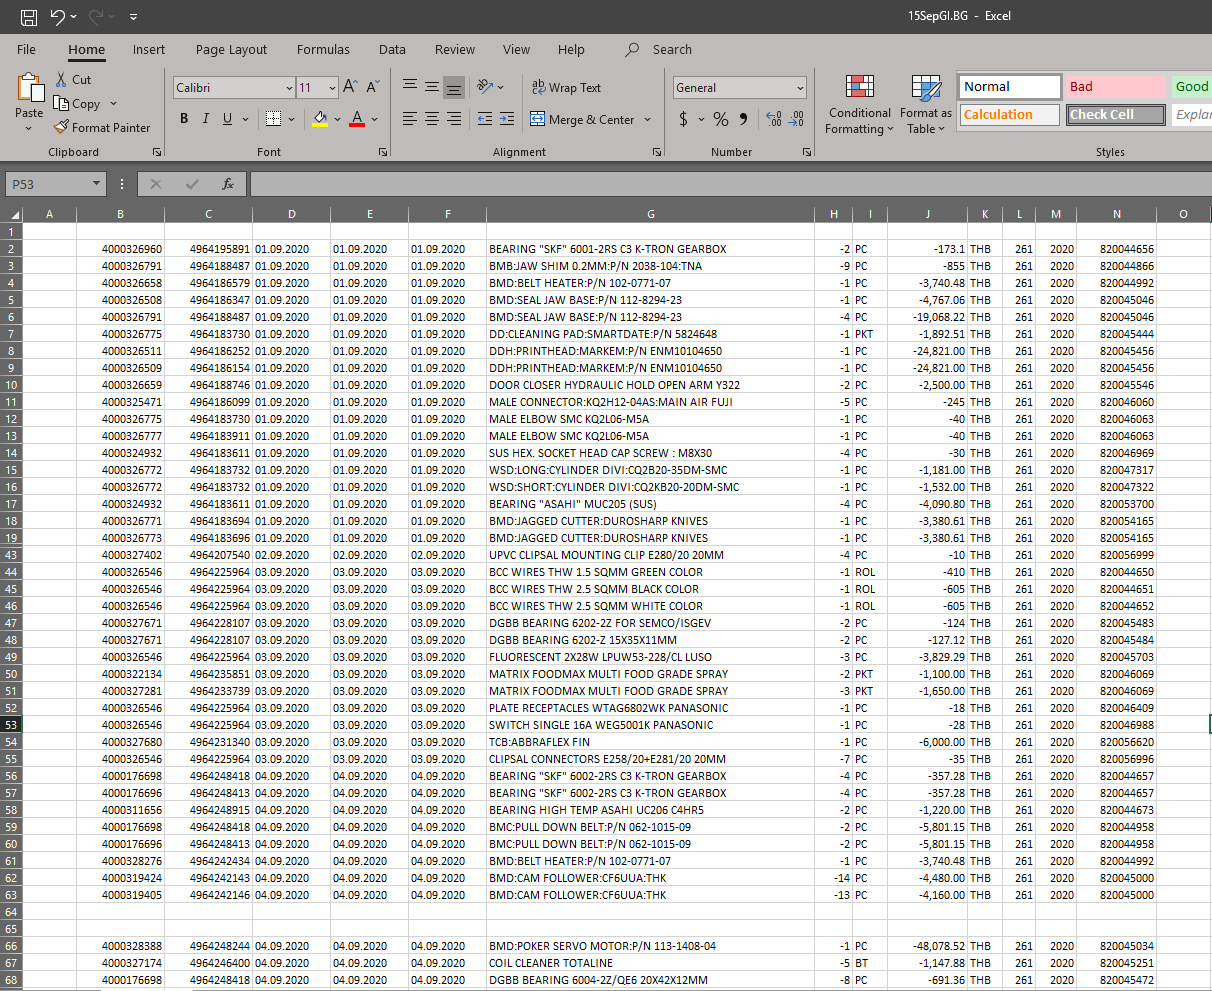 15SepGI.BG - Excel
File Home Insert Page Layout Formulas Data Review View Help Search
Paste Cut Copy Format Painter
Calibri 11 A A
B I U A
Wrap Text
Merge & Center
General
$ % 9
Conditional Formatting
Format as Table
Normal Bad Good
Calculation Check Cell
Clipboard Font Alignment Number Styles
P53 fx
A B C D E F G H I J K L M N O
1
2 4000326960 4964195891 01.09.2020 01.09.2020 01.09.2020 BEARING "SKF" 6001-2RS C3 K-TRON GEARBOX -2 PC -173.1 THB 261 2020 820044656
3 4000326791 4964188487 01.09.2020 01.09.2020 01.09.2020 BMB:JAW SHIM 0.2MM:P/N 2038-104:TNA -9 PC -855 THB 261 2020 820044866
4 4000326658 4964186579 01.09.2020 01.09.2020 01.09.2020 BMD:BELT HEATER:P/N 102-0771-07 -1 PC -3,740.48 THB 261 2020 820044992
5 4000326508 4964186347 01.09.2020 01.09.2020 01.09.2020 BMD:SEAL JAW BASE:P/N 112-8294-23 -1 PC -4,767.06 THB 261 2020 820045046
6 4000326791 4964188487 01.09.2020 01.09.2020 01.09.2020 BMD:SEAL JAW BASE:P/N 112-8294-23 -4 PC -19,068.22 THB 261 2020 820045046
7 4000326775 4964183730 01.09.2020 01.09.2020 01.09.2020 DD:CLEANING PAD:SMARTDATE:P/N 5824648 -1 PKT -1,892.51 THB 261 2020 820045444
8 4000326511 4964186252 01.09.2020 01.09.2020 01.09.2020 DDH:PRINTHEAD:MARKEM:P/N ENM10104650 -1 PC -24,821.00 THB 261 2020 820045456
9 4000326509 4964186154 01.09.2020 01.09.2020 01.09.2020 DDH:PRINTHEAD:MARKEM:P/N ENM10104650 -1 PC -24,821.00 THB 261 2020 820045456
10 4000326659 4964188746 01.09.2020 01.09.2020 01.09.2020 DOOR CLOSER HYDRAULIC HOLD OPEN ARM Y322 -2 PC -2,500.00 THB 261 2020 820045546
11 4000325471 4964186099 01.09.2020 01.09.2020 01.09.2020 MALE CONNECTOR:KQ2H12-04AS:MAIN AIR FUJI -5 PC -245 THB 261 2020 820046060
12 4000326775 4964183730 01.09.2020 01.09.2020 01.09.2020 MALE ELBOW SMC KQ2L06-M5A -1 PC -40 THB 261 2020 820046063
13 4000326777 4964183911 01.09.2020 01.09.2020 01.09.2020 MALE ELBOW SMC KQ2L06-M5A -1 PC -40 THB 261 2020 820046063
14 4000324932 4964183611 01.09.2020 01.09.2020 01.09.2020 SUS HEX. SOCKET HEAD CAP SCREW : M8X30 -4 PC -30 THB 261 2020 820046969
15 4000326772 4964183732 01.09.2020 01.09.2020 01.09.2020 WSD:LONG:CYLINDER DIVI:CQ2B20-35DM-SMC -1 PC -1,181.00 THB 261 2020 820047317
16 4000326772 4964183732 01.09.2020 01.09.2020 01.09.2020 WSD:SHORT:CYLINDER DIVI:CQ2KB20-20DM-SMC -1 PC -1,532.00 THB 261 2020 820047322
17 4000324932 4964183611 01.09.2020 01.09.2020 01.09.2020 BEARING "ASAHI" MUC205 (SUS) -4 PC -4,090.80 THB 261 2020 820053700
18 4000326771 4964183694 01.09.2020 01.09.2020 01.09.2020 BMD:JAGGED CUTTER:DUROSHARP KNIVES -1 PC -3,380.61 THB 261 2020 820054165
19 4000326773 4964183696 01.09.2020 01.09.2020 01.09.2020 BMD:JAGGED CUTTER:DUROSHARP KNIVES -1 PC -3,380.61 THB 261 2020 820054165
43 4000327402 4964207540 02.09.2020 02.09.2020 02.09.2020 UPVC CLIPSAL MOUNTING CLIP E280/20 20MM -4 PC -10 THB 261 2020 820056999
44 4000326546 4964225964 03.09.2020 03.09.2020 03.09.2020 BCC WIRES THW 1.5 SQMM GREEN COLOR -1 ROL -410 THB 261 2020 820044650
45 4000326546 4964225964 03.09.2020 03.09.2020 03.09.2020 BCC WIRES THW 2.5 SQMM BLACK COLOR -1 ROL -605 THB 261 2020 820044651
46 4000326546 4964225964 03.09.2020 03.09.2020 03.09.2020 BCC WIRES THW 2.5 SQMM WHITE COLOR -1 ROL -605 THB 261 2020 820044652
47 4000327671 4964228107 03.09.2020 03.09.2020 03.09.2020 DGBB BEARING 6202-2Z FOR SEMCO/ISGEV -2 PC -124 THB 261 2020 820045483
48 4000327671 4964228107 03.09.2020 03.09.2020 03.09.2020 DGBB BEARING 6202-Z 15X35X11MM -2 PC -127.12 THB 261 2020 820045484
49 4000326546 4964225964 03.09.2020 03.09.2020 03.09.2020 FLUORESCENT 2X28W LPUW53-228/CL LUSO -3 PC -3,829.29 THB 261 2020 820045703
50 4000322134 4964235851 03.09.2020 03.09.2020 03.09.2020 MATRIX FOODMAX MULTI FOOD GRADE SPRAY -2 PKT -1,100.00 THB 261 2020 820046069
51 4000327281 4964233739 03.09.2020 03.09.2020 03.09.2020 MATRIX FOODMAX MULTI FOOD GRADE SPRAY -3 PKT -1,650.00 THB 261 2020 820046069
52 4000326546 4964225964 03.09.2020 03.09.2020 03.09.2020 PLATE RECEPTACLES WTAG6802WK PANASONIC -1 PC -18 THB 261 2020 820046409
53 4000326546 4964225964 03.09.2020 03.09.2020 03.09.2020 SWITCH SINGLE 16A WEG5001K PANASONIC -1 PC -28 THB 261 2020 820046988
54 4000327680 4964231340 03.09.2020 03.09.2020 03.09.2020 TCB:ABBRAFLEX FIN -1 PC -6,000.00 THB 261 2020 820056620
55 4000326546 4964225964 03.09.2020 03.09.2020 03.09.2020 CLIPSAL CONNECTORS E258/20+E281/20 20MM -7 PC -35 THB 261 2020 820056996
56 4000176698 4964248418 04.09.2020 04.09.2020 04.09.2020 BEARING "SKF" 6002-2RS C3 K-TRON GEARBOX -4 PC -357.28 THB 261 2020 820044657
57 4000176696 4964248413 04.09.2020 04.09.2020 04.09.2020 BEARING "SKF" 6002-2RS C3 K-TRON GEARBOX -4 PC -357.28 THB 261 2020 820044657
58 4000311656 4964248915 04.09.2020 04.09.2020 04.09.2020 BEARING HIGH TEMP ASAHI UC206 C4HR5 -2 PC -1,220.00 THB 261 2020 820044673
59 4000176698 4964248418 04.09.2020 04.09.2020 04.09.2020 BMC:PULL DOWN BELT:P/N 062-1015-09 -2 PC -5,801.15 THB 261 2020 820044958
60 4000176696 4964248413 04.09.2020 04.09.2020 04.09.2020 BMC:PULL DOWN BELT:P/N 062-1015-09 -2 PC -5,801.15 THB 261 2020 820044958
61 4000328276 4964242434 04.09.2020 04.09.2020 04.09.2020 BMD:BELT HEATER:P/N 102-0771-07 -1 PC -3,740.48 THB 261 2020 820044992
62 4000319424 4964242143 04.09.2020 04.09.2020 04.09.2020 BMD:CAM FOLLOWER:CF6UUA:THK -14 PC -4,480.00 THB 261 2020 820045000
63 4000319405 4964242146 04.09.2020 04.09.2020 04.09.2020 BMD:CAM FOLLOWER:CF6UUA:THK -13 PC -4,160.00 THB 261 2020 820045000
64
65
66 4000328388 4964248244 04.09.2020 04.09.2020 04.09.2020 BMD:POKER SERVO MOTOR:P/N 113-1408-04 -1 PC -48,078.52 THB 261 2020 820045034
67 4000327174 4964246400 04.09.2020 04.09.2020 04.09.2020 COIL CLEANER TOTALINE -5 BT -1,147.88 THB 261 2020 820045251
68 4000176698 4964248418 04.09.2020 04.09.2020 04.09.2020 DGBB BEARING 6004-2Z/QE6 20X42X12MM -8 PC -691.36 THB 261 2020 820045472